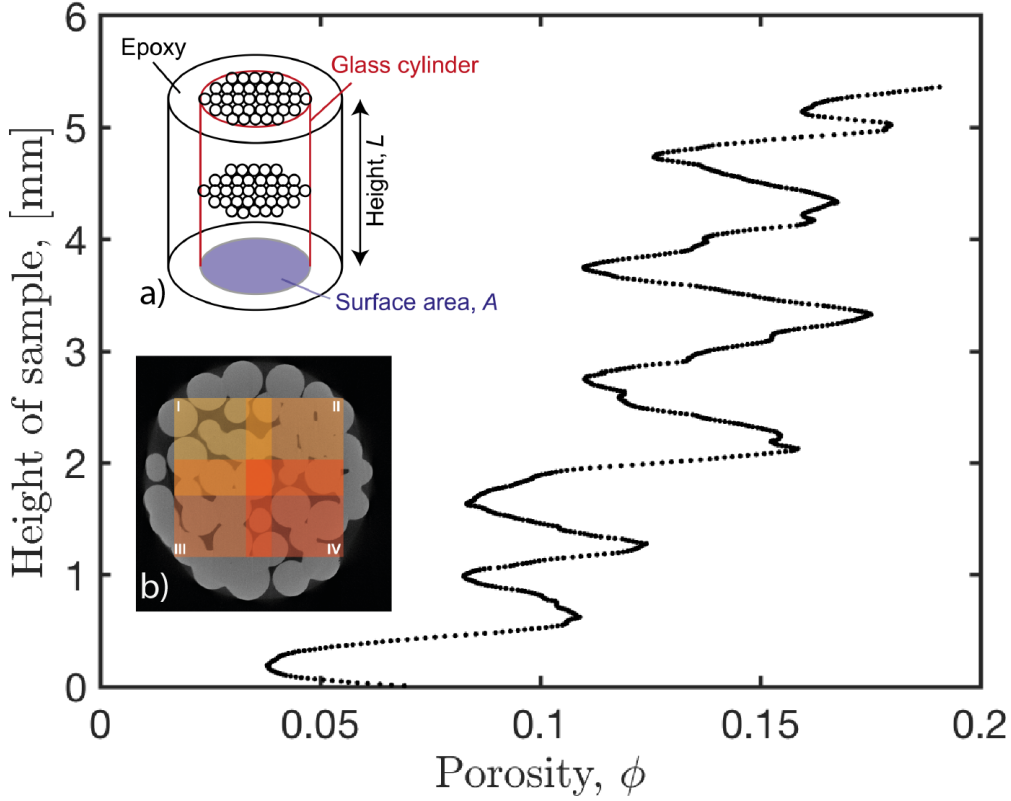 6
5
4
3
2
1
0
Height of sample, [mm]
Epoxy
Glass cylinder
Height, L
a)
Surface area, A
I
II
III
IV
b)
0
0.05
0.1
0.15
0.2
Porosity, ϕ